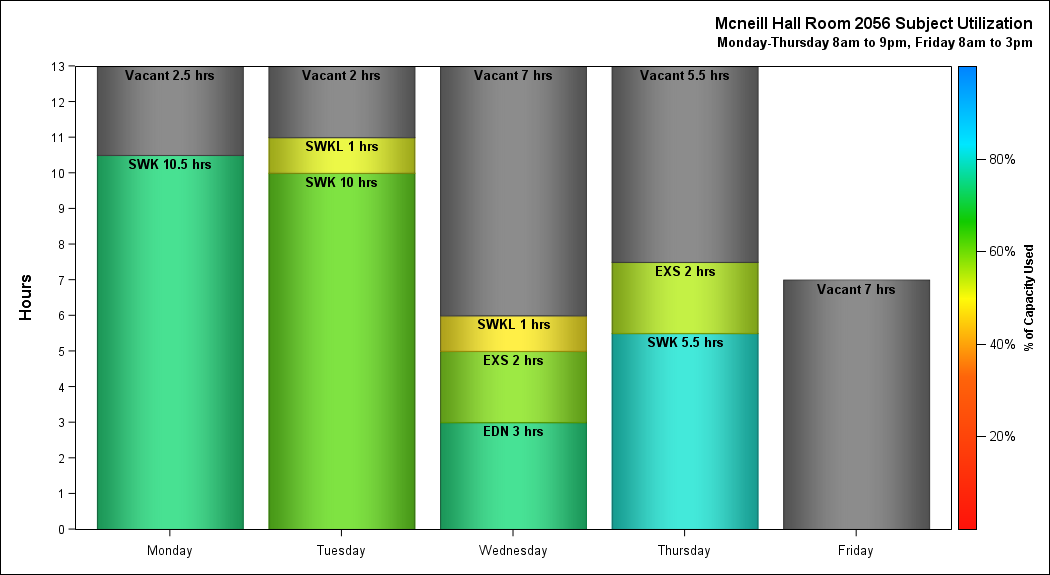 Mcneill Hall Room 2056 Subject Utilization
Monday-Thursday 8am to 9pm, Friday 8am to 3pm
Hours
13
12
11
10
9
8
7
6
5
4
3
2
1
0
Vacant 2.5 hrs
SWK 10.5 hrs
Vacant 2 hrs
SWKL 1 hrs
SWK 10 hrs
Vacant 7 hrs
SWKL 1 hrs
EXS 2 hrs
EDN 3 hrs
Vacant 5.5 hrs
EXS 2 hrs
SWK 5.5 hrs
Vacant 7 hrs
Monday
Tuesday
Wednesday
Thursday
Friday
80%
60%
40%
20%
% of Capacity Used